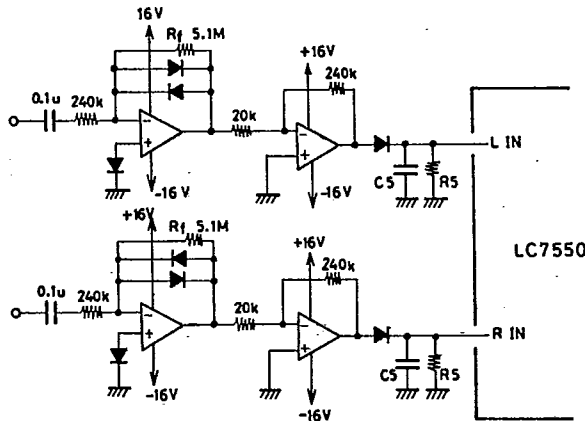 16V
Rf 5.1M
+16V
240k
0.1u
240k
20k
-16V
-16V
C5
R5
L IN
LC7550
+16V
Rf 5.1M
+16V
240k
0.1u
240k
20k
-16V
-16V
C5
R5
R IN